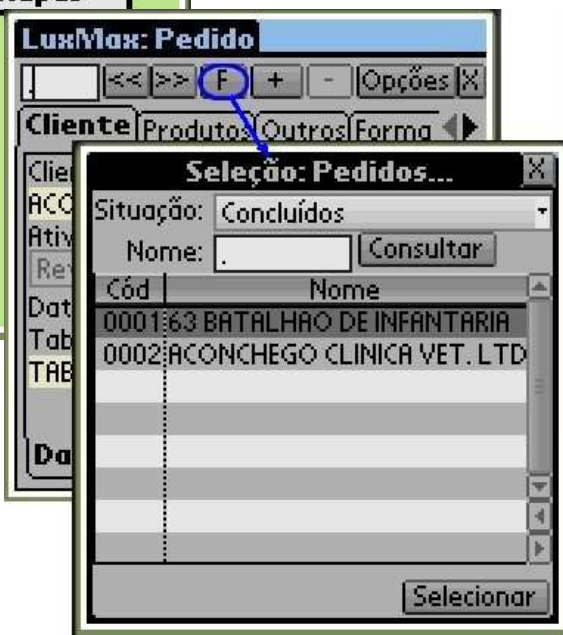 LuxMax: Pedido
. << >> F + - Opções X
Cliente Produtos Outros Forma
Seleção: Pedidos... X
Situação: Concluídos
Nome: . Consultar
Cód Nome
0001 63 BATALHAO DE INFANTARIA
0002 ACONCHEGO CLINICA VET. LTD
Selecionar